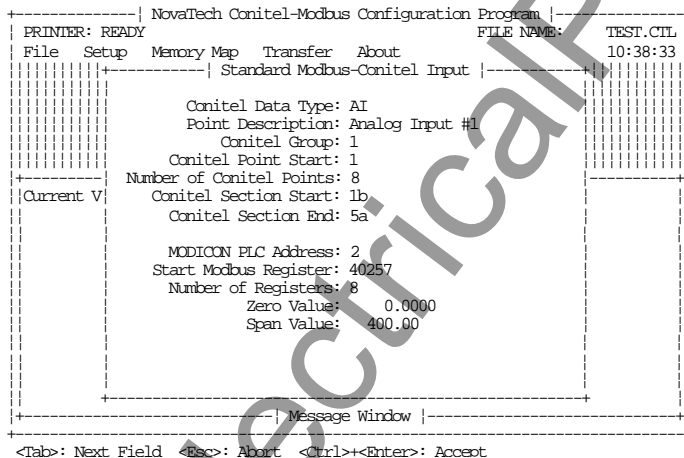 NovaTech Conitel-Modbus Configuration Program
PRINTER: READY FILE NAME: TEST.CTL
File Setup Memory Map Transfer About 10:38:33
Standard Modbus-Conitel Input
Conitel Data Type: AI
Point Description: Analog Input #1
Conitel Group: 1
Conitel Point Start: 1
Number of Conitel Points: 8
Current V
Conitel Section Start: 1b
Conitel Section End: 5a
MODICON PLC Address: 2
Start Modbus Register: 40257
Number of Registers: 8
Zero Value: 0.0000
Span Value: 400.00
Message Window
<Tab>: Next Field <Esc>: Abort <Ctrl>+<Enter>: Accept